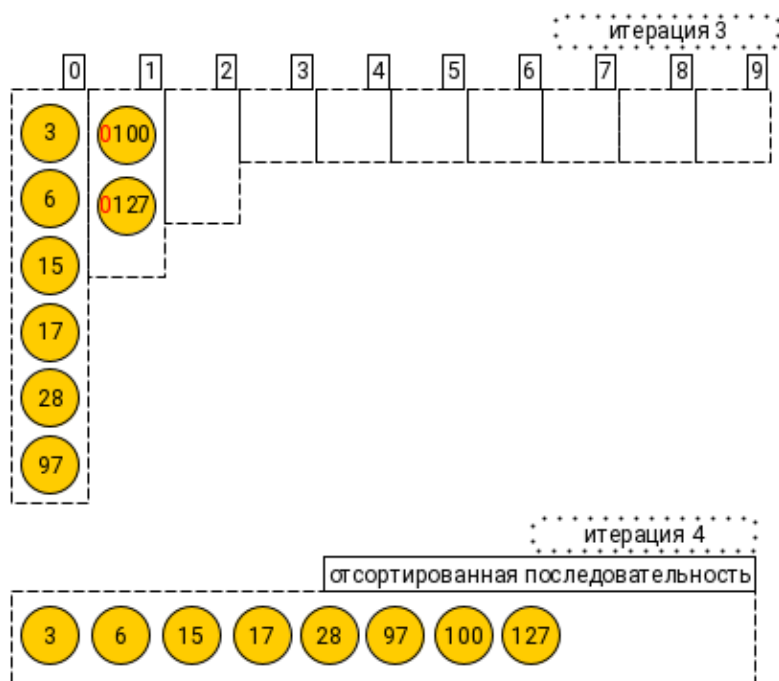 итерация 3
0 1 2 3 4 5 6 7 8 9
3 0100
6 0127
15
17
28
97
итерация 4
отсортированная последовательность
3 6 15 17 28 97 100 127